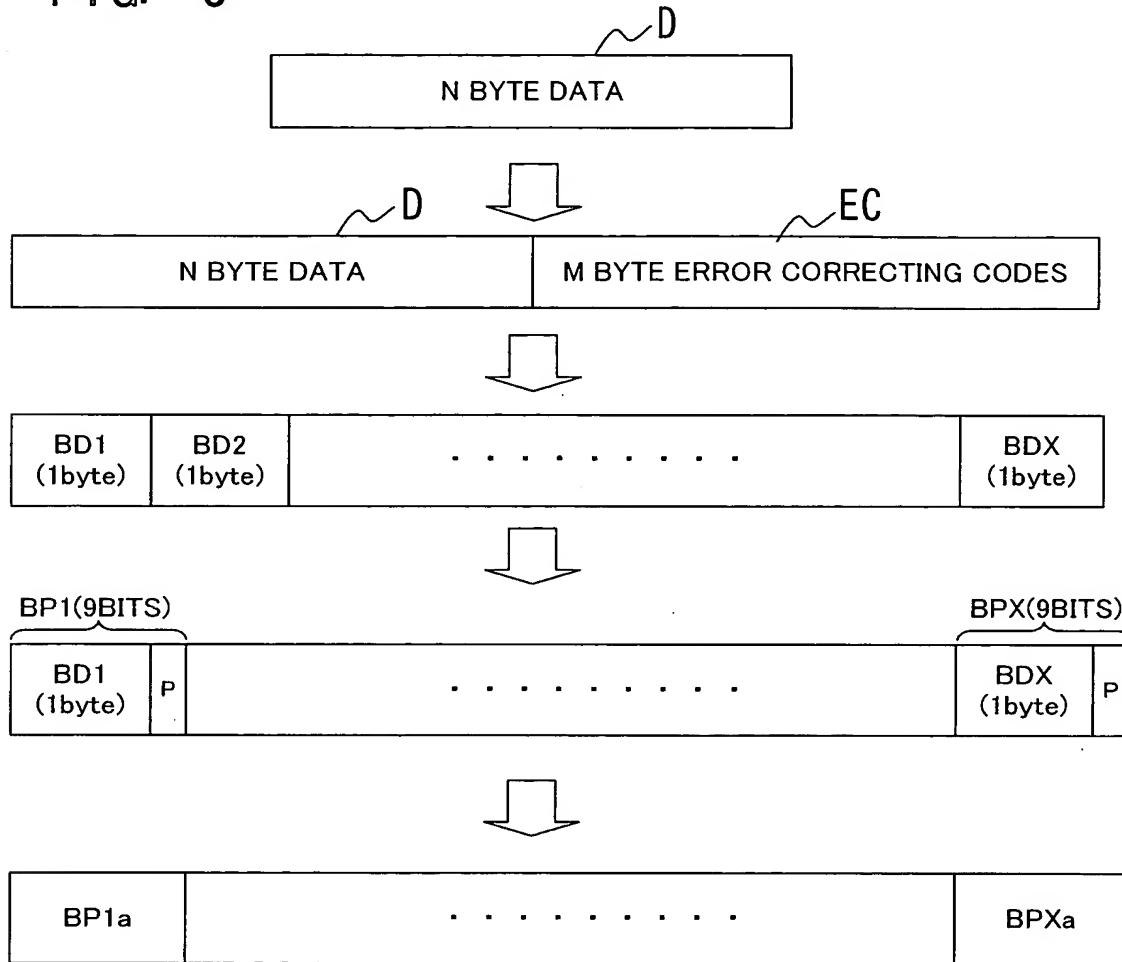 D
N BYTE DATA
D
EC
N BYTE DATA
M BYTE ERROR CORRECTING CODES
BD1
(1byte)
BD2
(1byte)
· · · · · · · · ·
BDX
(1byte)
BP1(9BITS)
BPX(9BITS)
BD1
(1byte)
P
· · · · · · · · ·
BDX
(1byte)
P
BP1a
· · · · · · · · ·
BPXa